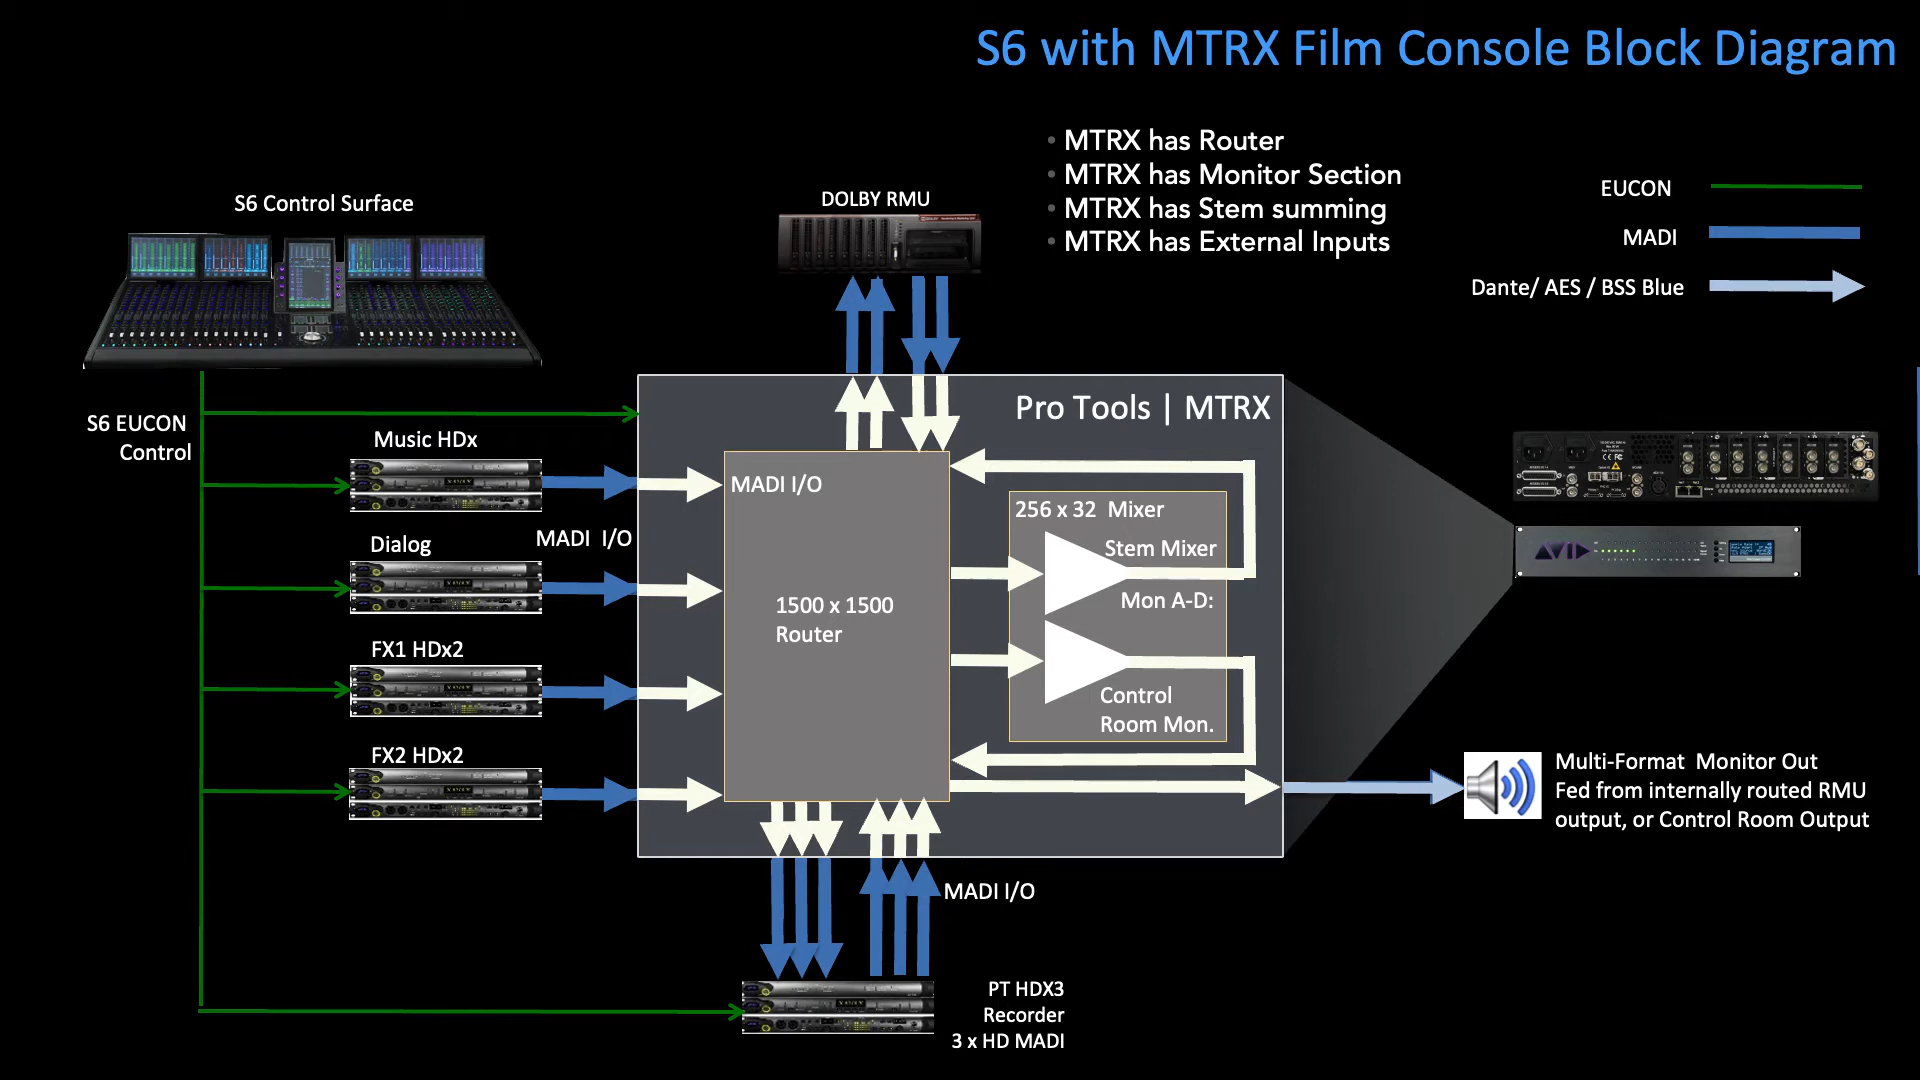 S6 with MTRX Film Console Block Diagram
• MTRX has Router
• MTRX has Monitor Section
• MTRX has Stem summing
• MTRX has External Inputs
EUCON
MADI
Dante/ AES / BSS Blue
S6 Control Surface
DOLBY RMU
S6 EUCON
Control
Pro Tools | MTRX
Music HDx
MADI I/O
Dialog
MADI I/O
FX1 HDx2
FX2 HDx2
1500 x 1500
Router
256 x 32 Mixer
Stem Mixer
Mon A-D:
Control
Room Mon.
AVID
Multi-Format Monitor Out
Fed from internally routed RMU
output, or Control Room Output
MADI I/O
PT HDX3
Recorder
3 x HD MADI